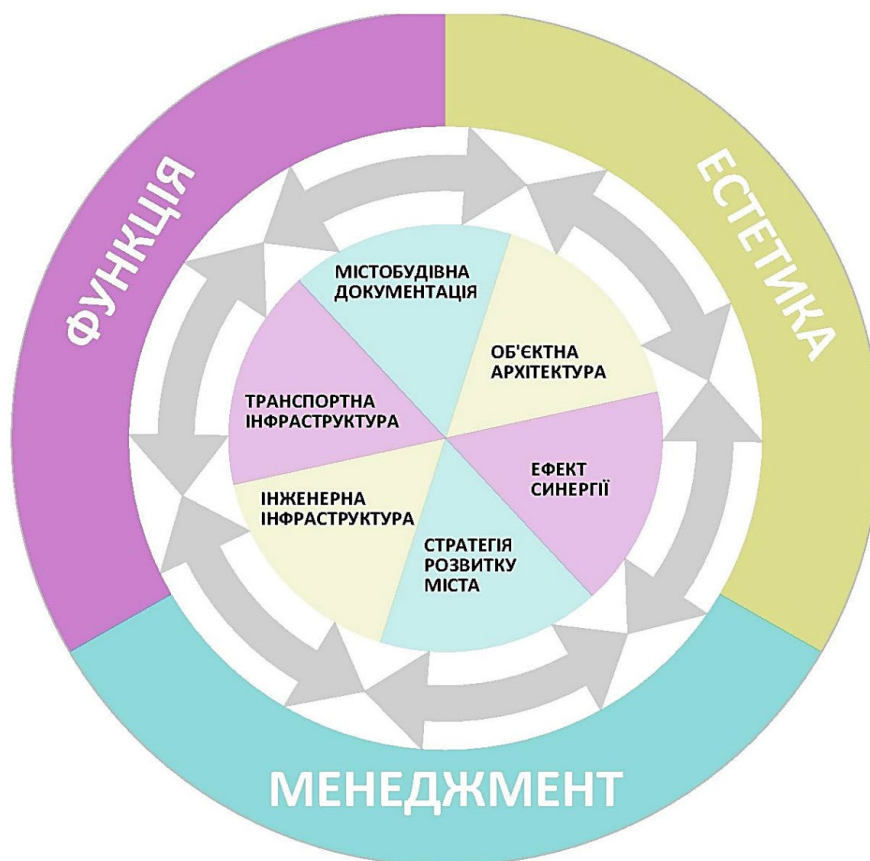 ФУНКЦІЯ
ЕСТЕТИКА
МІСТОБУДІВНА
ДОКУМЕНТАЦІЯ
ОБ'ЄКТНА
АРХІТЕКТУРА
ТРАНСПОРТНА
ІНФРАСТРУКТУРА
ЕФЕКТ
СИНЕРГІЇ
ІНЖЕНЕРНА
ІНФРАСТРУКТУРА
СТРАТЕГІЯ
РОЗВИТКУ
МІСТА
МЕНЕДЖМЕНТ